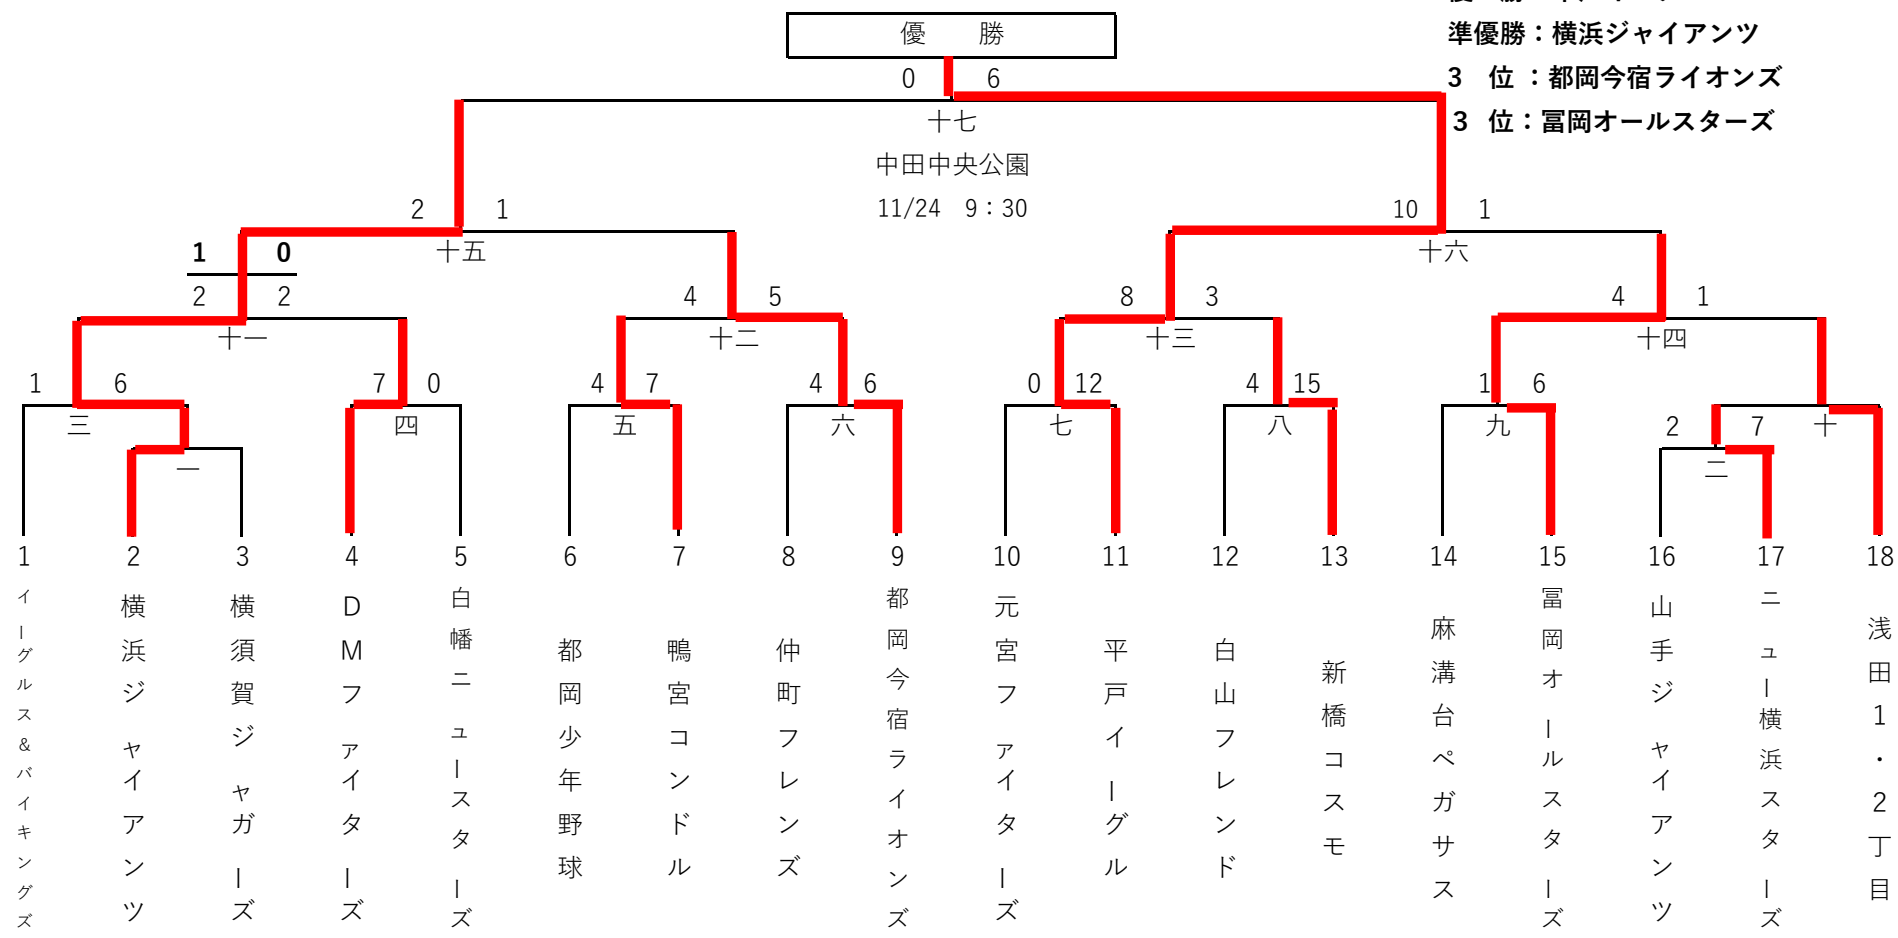 準優勝：横浜ジャイアンツ
3 位：都岡今宿ライオンズ
3 位：冨岡オールスターズ
優 勝
0 6
十七
中田中央公園
11/24 9：30
2 1
十五
10 1
十六
1 0
2 2
十一
4 5
十二
8 3
十三
4 1
十四
1 6
三
7 0
四
4 7
五
4 6
六
0 12
七
4 15
八
1 6
九
十
一
2 7
二
1 イーグルス＆バイキングズ
2 横浜ジャイアンツ
3 横須賀ジャガーズ
4 DMファイターズ
5 白幡ニュースターズ
6 都岡少年野球
7 鴨宮コンドル
8 仲町フレンズ
9 都岡今宿ライオンズ
10 元宮ファイターズ
11 平戸イーグル
12 白山フレンド
13 新橋コスモ
14 麻溝台ペガサス
15 冨岡オールスターズ
16 山手ジャイアンツ
17 ニュー横浜スターズ
18 浅田1・2丁目